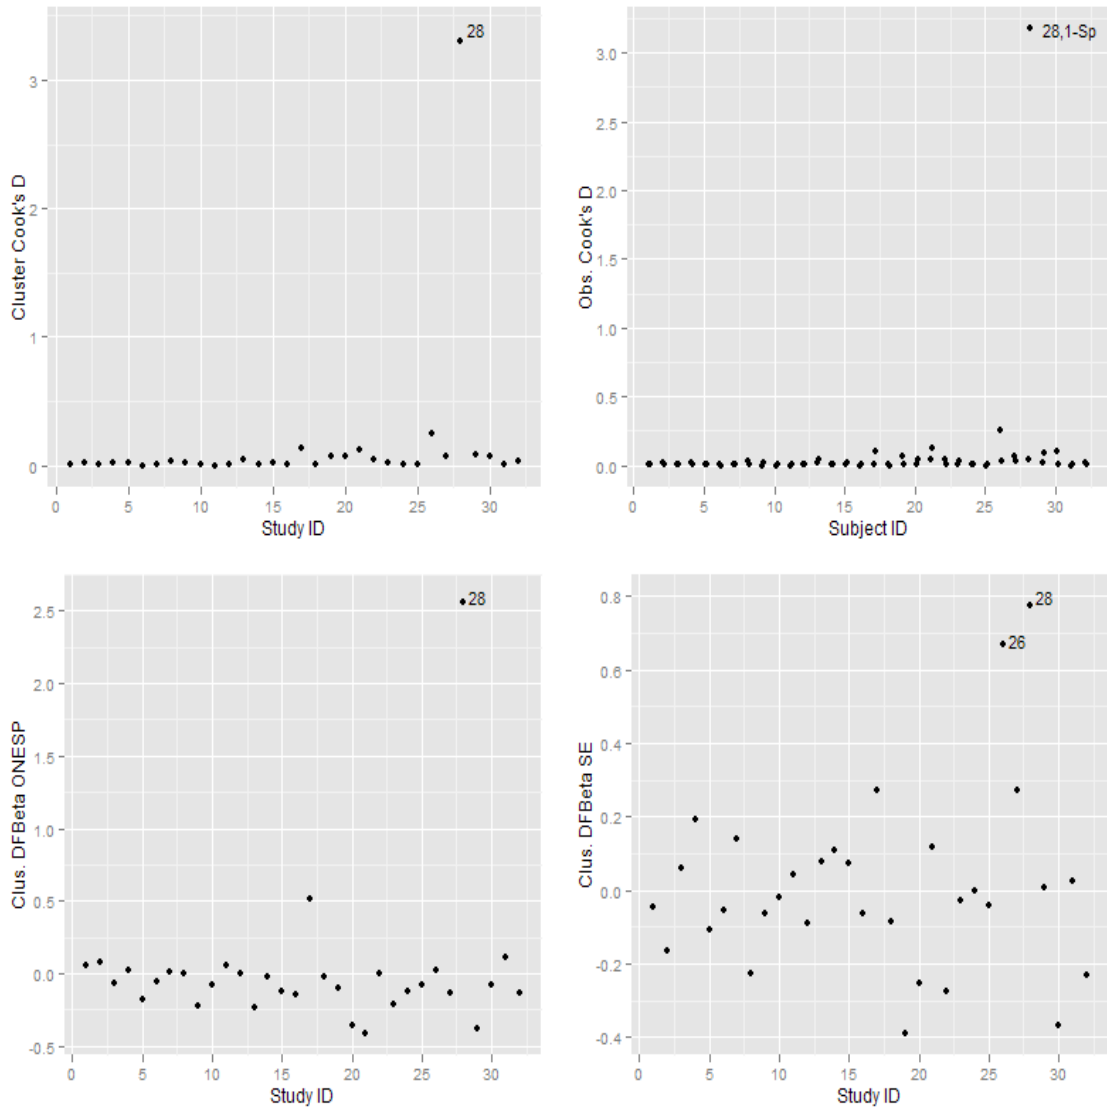 Cluster Cook's D
3
2
1
0
28
0 5 10 15 20 25 30
Study ID
Obs. Cook's D
3.0
2.5
2.0
1.5
1.0
0.5
0.0
28,1-Sp
0 5 10 15 20 25 30
Subject ID
Clus. DFBeta ONESP
2.5
2.0
1.5
1.0
0.5
0.0
-0.5
28
0 5 10 15 20 25 30
Study ID
Clus. DFBeta SE
0.8
0.6
0.4
0.2
0.0
-0.2
-0.4
28
26
0 5 10 15 20 25 30
Study ID